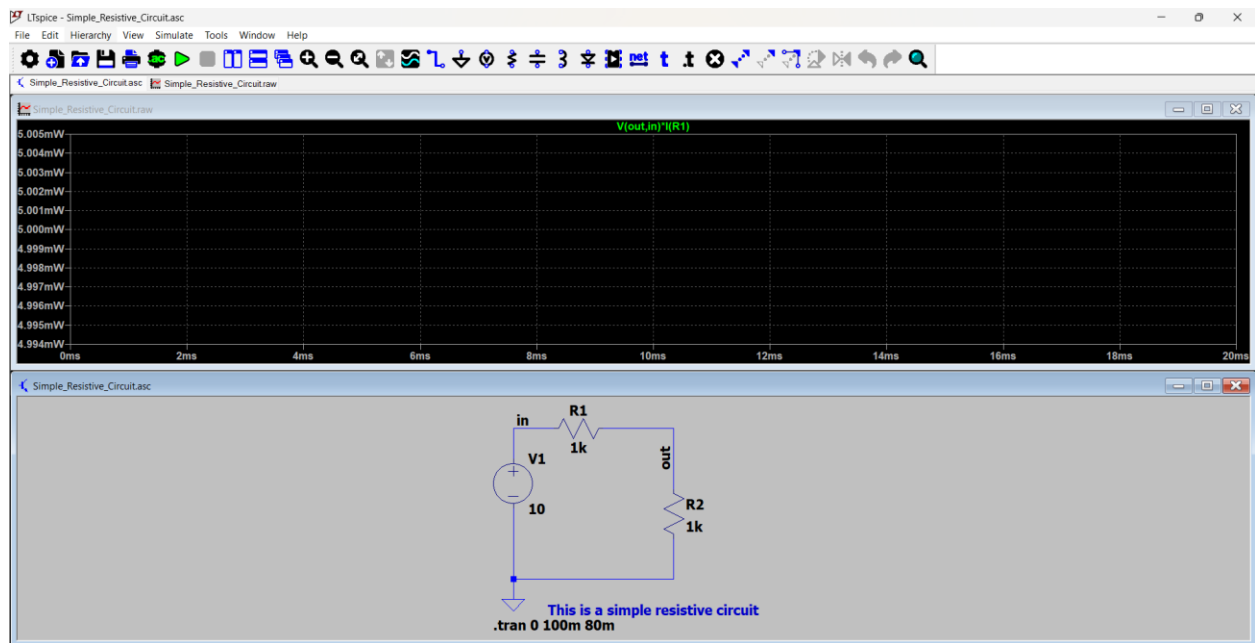 LTspice - Simple_Resistive_Circuit.asc
File Edit Hierarchy View Simulate Tools Window Help
.ac net t .t
Simple_Resistive_Circuit.asc Simple_Resistive_Circuit.raw
Simple_Resistive_Circuit.raw
V(out,in)*I(R1)
5.005mW
5.004mW
5.003mW
5.002mW
5.001mW
5.000mW
4.999mW
4.998mW
4.997mW
4.996mW
4.995mW
4.994mW
0ms 2ms 4ms 6ms 8ms 10ms 12ms 14ms 16ms 18ms 20ms
Simple_Resistive_Circuit.asc
R1
in
1k
out
V1
10
R2
1k
This is a simple resistive circuit
.tran 0 100m 80m